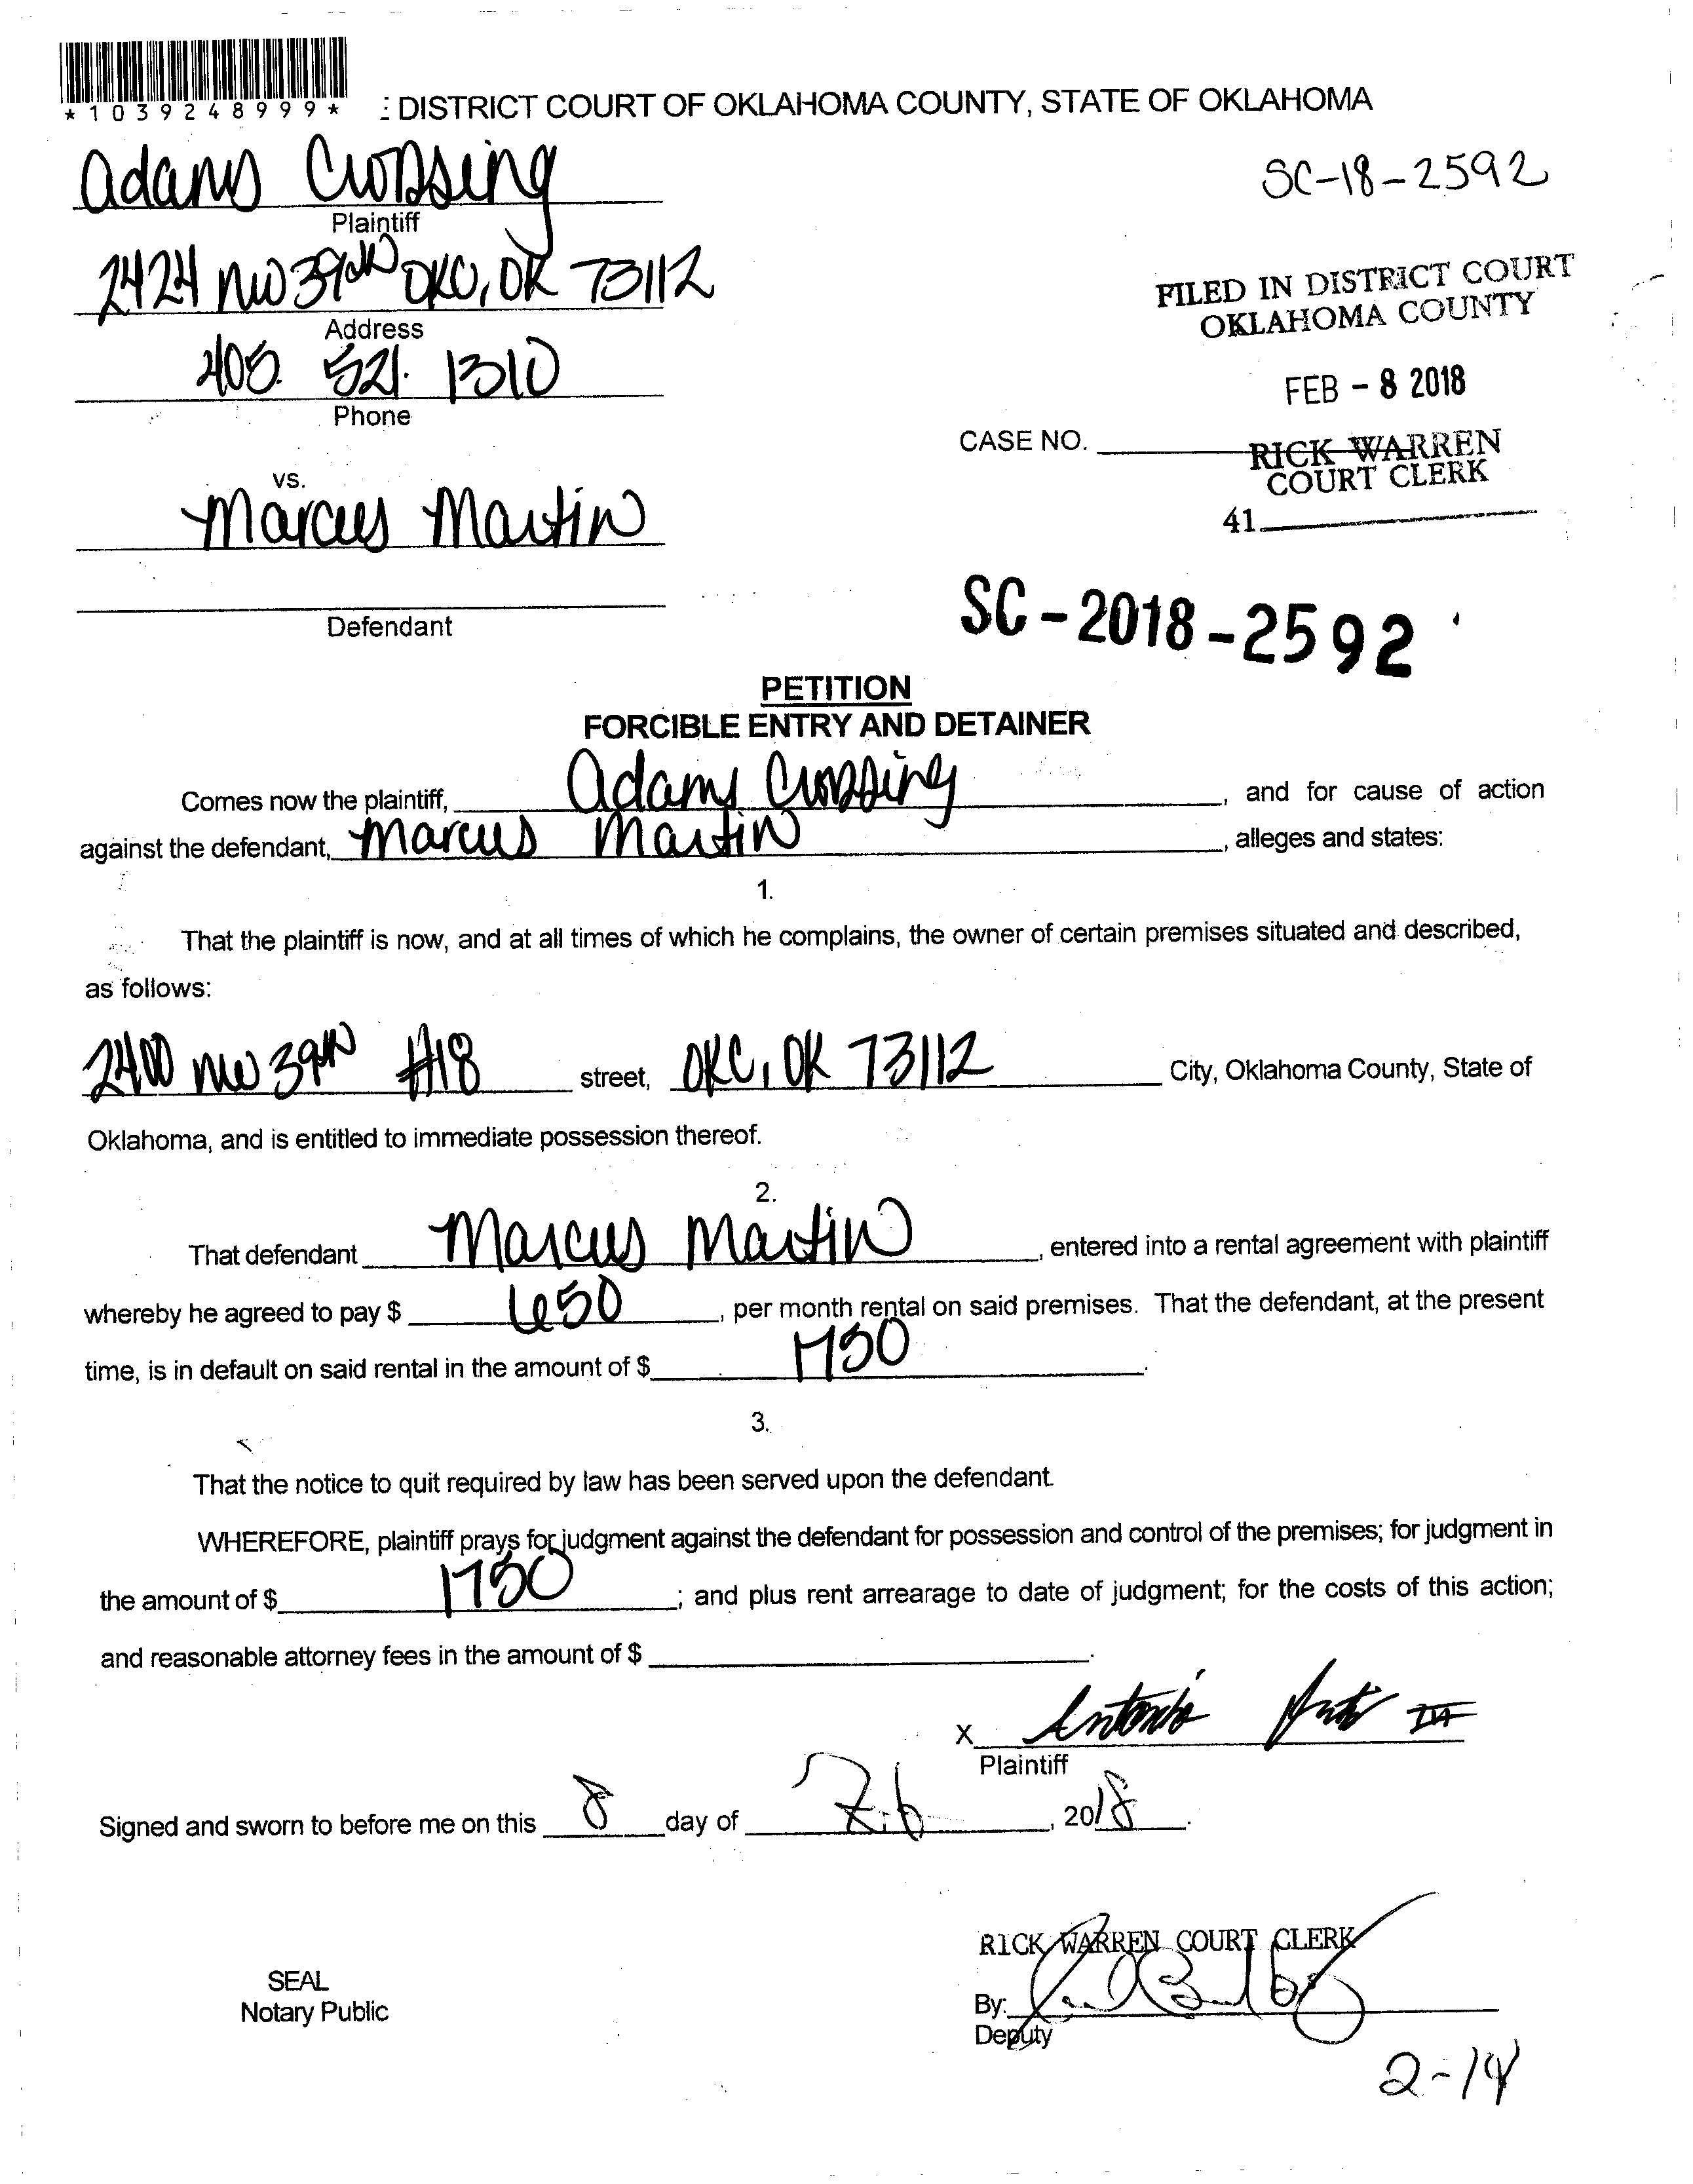 *1039248999*
: DISTRICT COURT OF OKLAHOMA COUNTY, STATE OF OKLAHOMA
Adams Crossing
SC-18-2592
Plaintiff
2424 NW 39th OKC, OK 73112
FILED IN DISTRICT COURT
OKLAHOMA COUNTY
Address
405. 521. 1310
FEB - 8 2018
Phone
CASE NO.
RICK WARREN
COURT CLERK
vs.
Marcus Martin
41
Defendant
SC-2018-2592
PETITION
FORCIBLE ENTRY AND DETAINER
Comes now the plaintiff, Adams Crossing, and for cause of action
against the defendant, Marcus Martin, alleges and states:
1.
That the plaintiff is now, and at all times of which he complains, the owner of certain premises situated and described,
as follows:
2400 NW 39th #18 street, OKC, OK 73112 City, Oklahoma County, State of
Oklahoma, and is entitled to immediate possession thereof.
2.
That defendant Marcus Martin, entered into a rental agreement with plaintiff
whereby he agreed to pay $ 650, per month rental on said premises. That the defendant, at the present
time, is in default on said rental in the amount of $ 1750.
3.
That the notice to quit required by law has been served upon the defendant.
WHEREFORE, plaintiff prays for judgment against the defendant for possession and control of the premises; for judgment in
the amount of $ 1750; and plus rent arrearage to date of judgment; for the costs of this action;
and reasonable attorney fees in the amount of $.
X Antonio III
Plaintiff
Signed and sworn to before me on this 8 day of Feb, 2018.
RICK WARREN COURT CLERK
SEAL
Notary Public
By:
Deputy
2-14